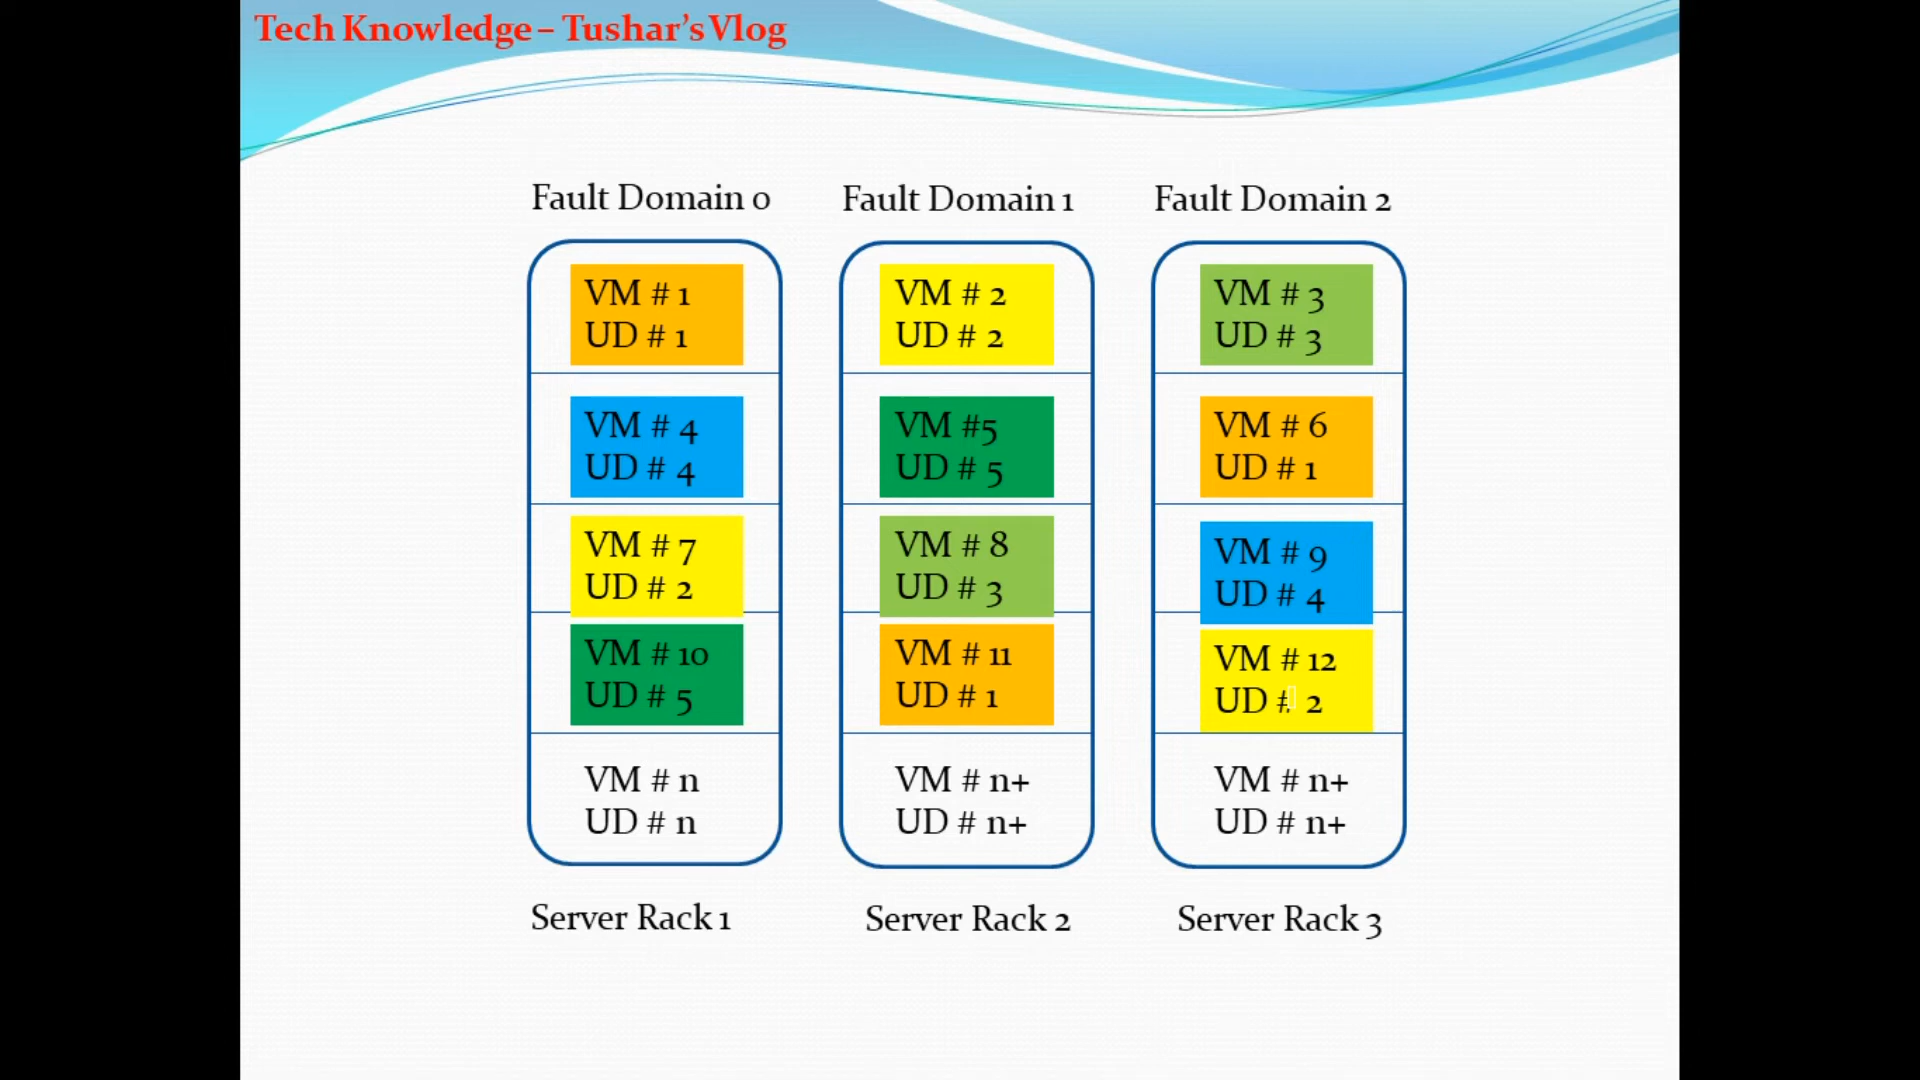 Tech Knowledge – Tushar's Vlog
Fault Domain 0
Fault Domain 1
Fault Domain 2
VM # 1
UD # 1
VM # 2
UD # 2
VM # 3
UD # 3
VM # 4
UD # 4
VM #5
UD # 5
VM # 6
UD # 1
VM # 7
UD # 2
VM # 8
UD # 3
VM # 9
UD # 4
VM # 10
UD # 5
VM # 11
UD # 1
VM # 12
UD # 2
VM # n
UD # n
VM # n+
UD # n+
VM # n+
UD # n+
Server Rack 1
Server Rack 2
Server Rack 3